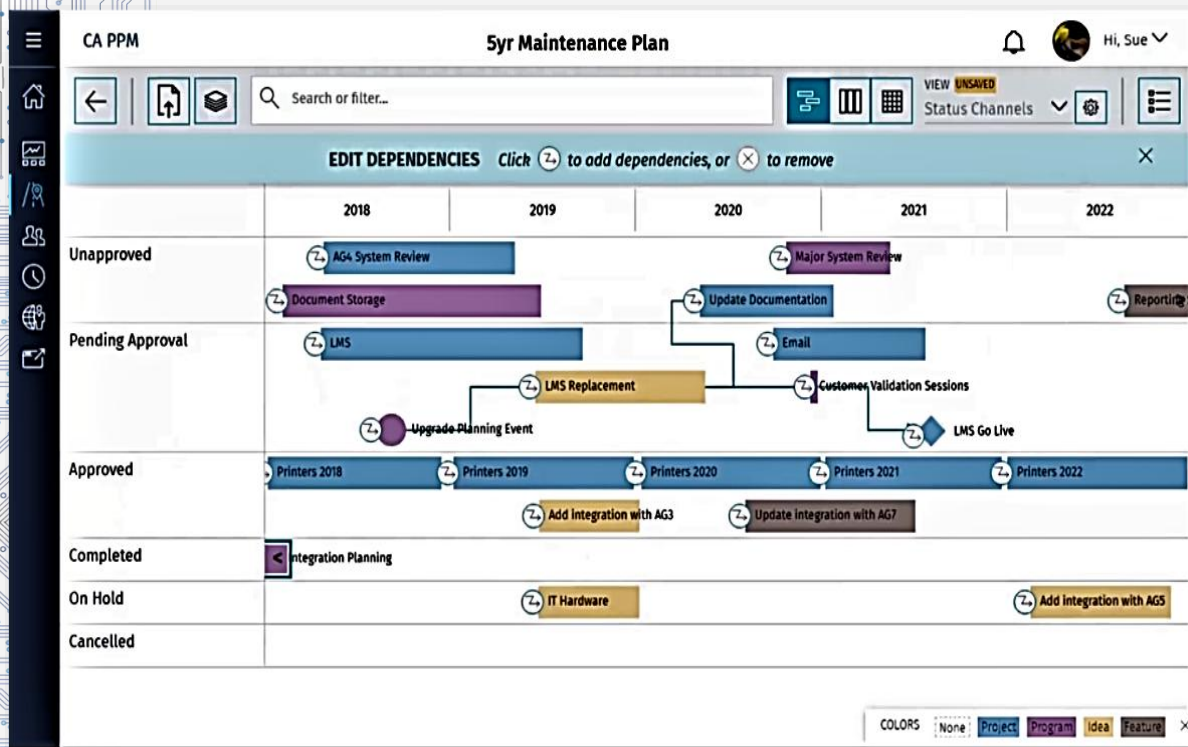 CA PPM
5yr Maintenance Plan
Hi, Sue
Search or filter...
VIEW UNSAVED
Status Channels
EDIT DEPENDENCIES Click to add dependencies, or to remove
2018 2019 2020 2021 2022
Unapproved
AG4 System Review
Major System Review
Document Storage
Update Documentation
Reporting
Pending Approval
LMS
Email
LMS Replacement
Customer Validation Sessions
Upgrade Planning Event
LMS Go Live
Approved
Printers 2018
Printers 2019
Printers 2020
Printers 2021
Printers 2022
Add integration with AG3
Update integration with AG7
Completed
ntegration Planning
On Hold
IT Hardware
Add integration with AG5
Cancelled
COLORS None Project Program Idea Feature